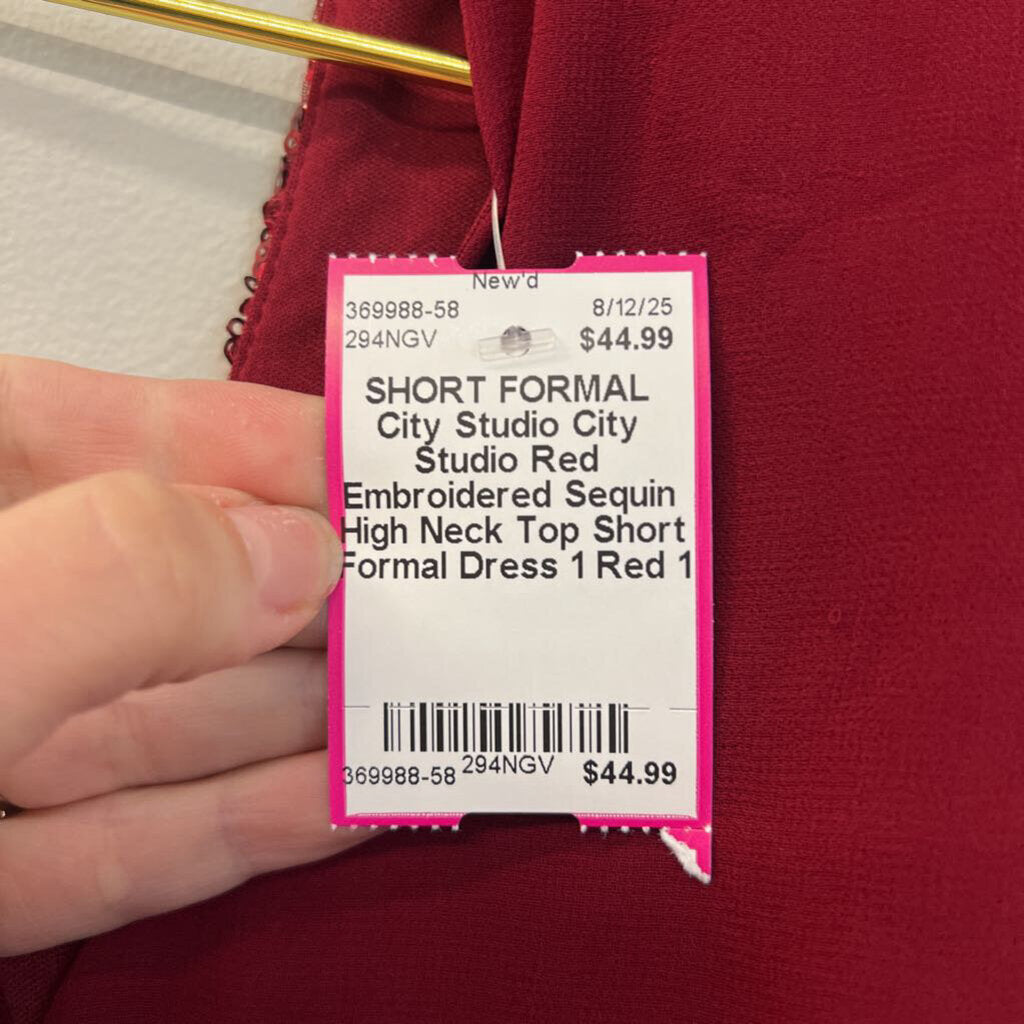 New'd
369988-58 8/12/25
294NGV $44.99
SHORT FORMAL
City Studio City
Studio Red
Embroidered Sequin
High Neck Top Short
Formal Dress 1 Red 1
369988-58 294NGV $44.99